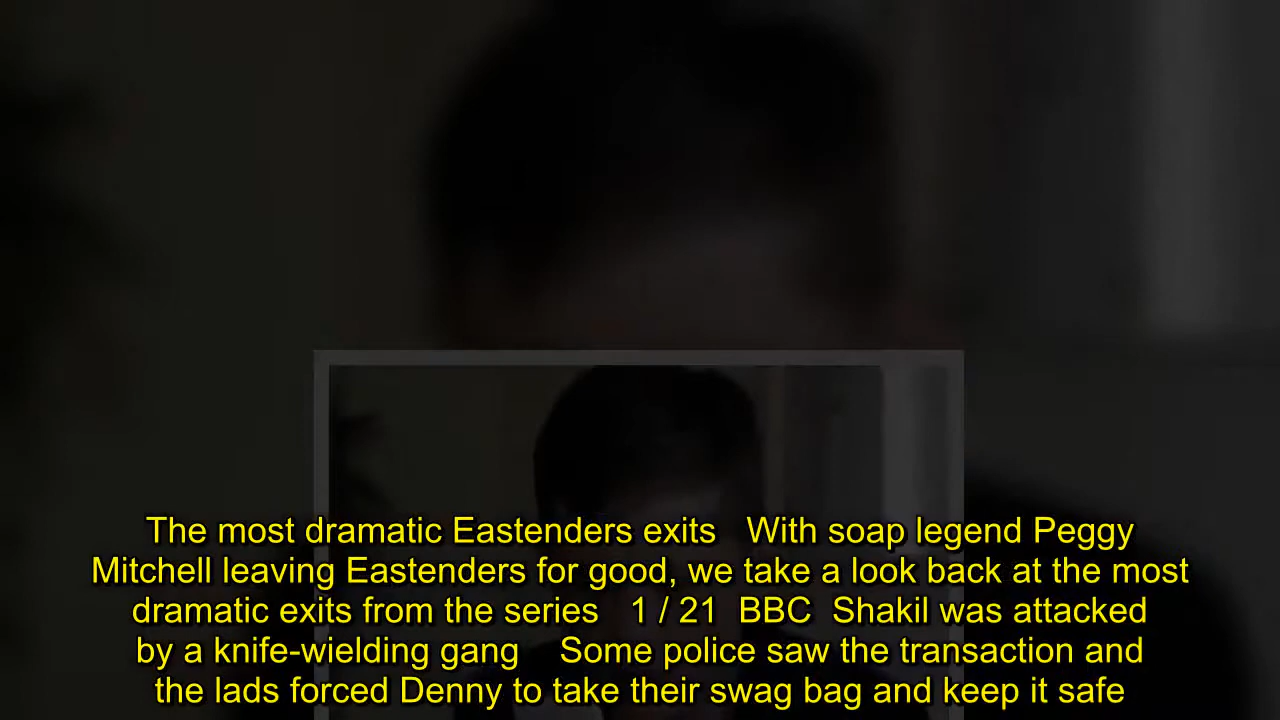 The most dramatic Eastenders exits   With soap legend Peggy
Mitchell leaving Eastenders for good, we take a look back at the most
dramatic exits from the series   1 / 21  BBC  Shakil was attacked
by a knife-wielding gang    Some police saw the transaction and
the lads forced Denny to take their swag bag and keep it safe